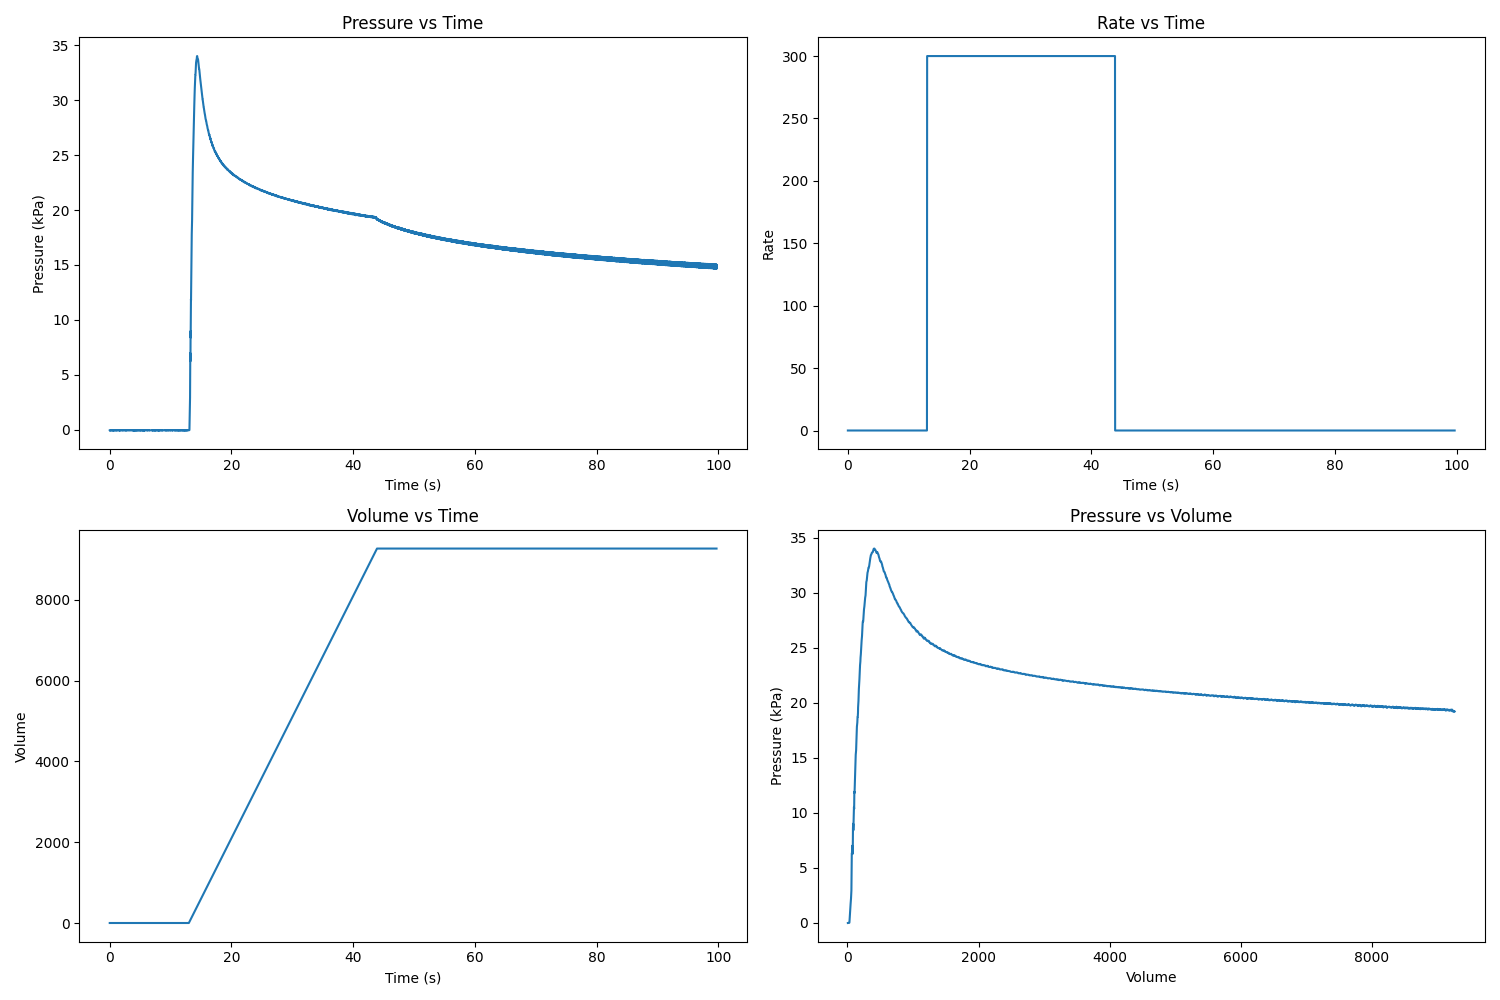 Pressure vs Time
35
30
25
20
15
10
5
0
Pressure (kPa)
0 20 40 60 80 100
Time (s)
Rate vs Time
300
250
200
150
100
50
0
Rate
0 20 40 60 80 100
Time (s)
Volume vs Time
8000
6000
4000
2000
0
Volume
0 20 40 60 80 100
Time (s)
Pressure vs Volume
35
30
25
20
15
10
5
0
Pressure (kPa)
0 2000 4000 6000 8000
Volume